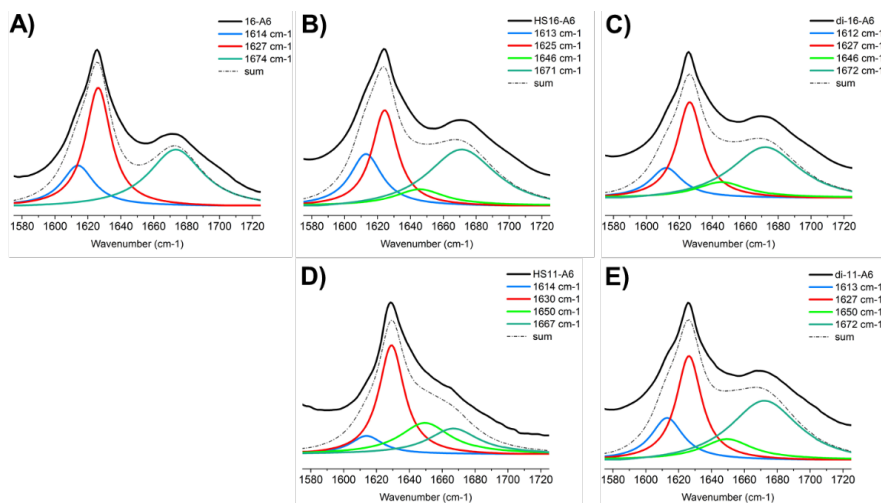 A)
16-A6
1614 cm-1
1627 cm-1
1674 cm-1
sum
1580 1600 1620 1640 1660 1680 1700 1720
Wavenumber (cm-1)
B)
HS16-A6
1613 cm-1
1625 cm-1
1646 cm-1
1671 cm-1
sum
1580 1600 1620 1640 1660 1680 1700 1720
Wavenumber (cm-1)
C)
di-16-A6
1612 cm-1
1627 cm-1
1646 cm-1
1672 cm-1
sum
1580 1600 1620 1640 1660 1680 1700 1720
Wavenumber (cm-1)
D)
HS11-A6
1614 cm-1
1630 cm-1
1650 cm-1
1667 cm-1
sum
1580 1600 1620 1640 1660 1680 1700 1720
Wavenumber (cm-1)
E)
di-11-A6
1613 cm-1
1627 cm-1
1650 cm-1
1672 cm-1
sum
1580 1600 1620 1640 1660 1680 1700 1720
Wavenumber (cm-1)